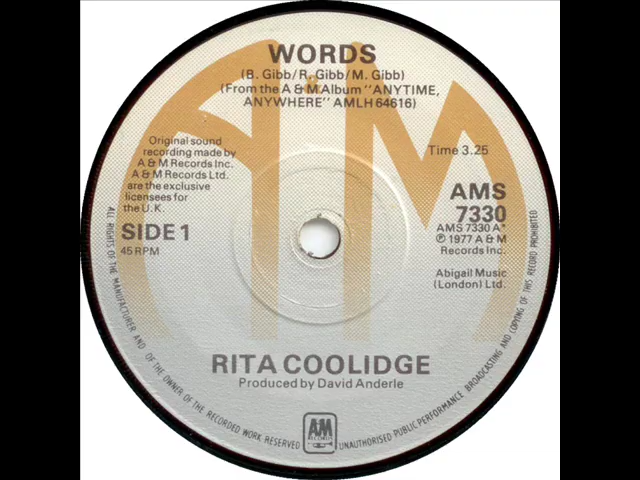 WORDS
(B. Gibb/R. Gibb/M. Gibb)
(From the A & M Album "ANYTIME,
ANYWHERE" AMLH 64616)
Original sound
recording made by
A & M Records Inc.
A & M Records Ltd.
are the exclusive
licensees for
the U.K.
Time 3.25
AMS
7330
AMS 7330 A*
℗ 1977 A & M
Records Inc.
SIDE 1
45 RPM
Abigail Music
(London) Ltd.
RITA COOLIDGE
Produced by David Anderle
A&M
RECORDS
ALL RIGHTS OF THE MANUFACTURER AND OF THE OWNER OF THE RECORDED WORK RESERVED
UNAUTHORISED PUBLIC PERFORMANCE BROADCASTING AND COPYING OF THIS RECORD PROHIBITED